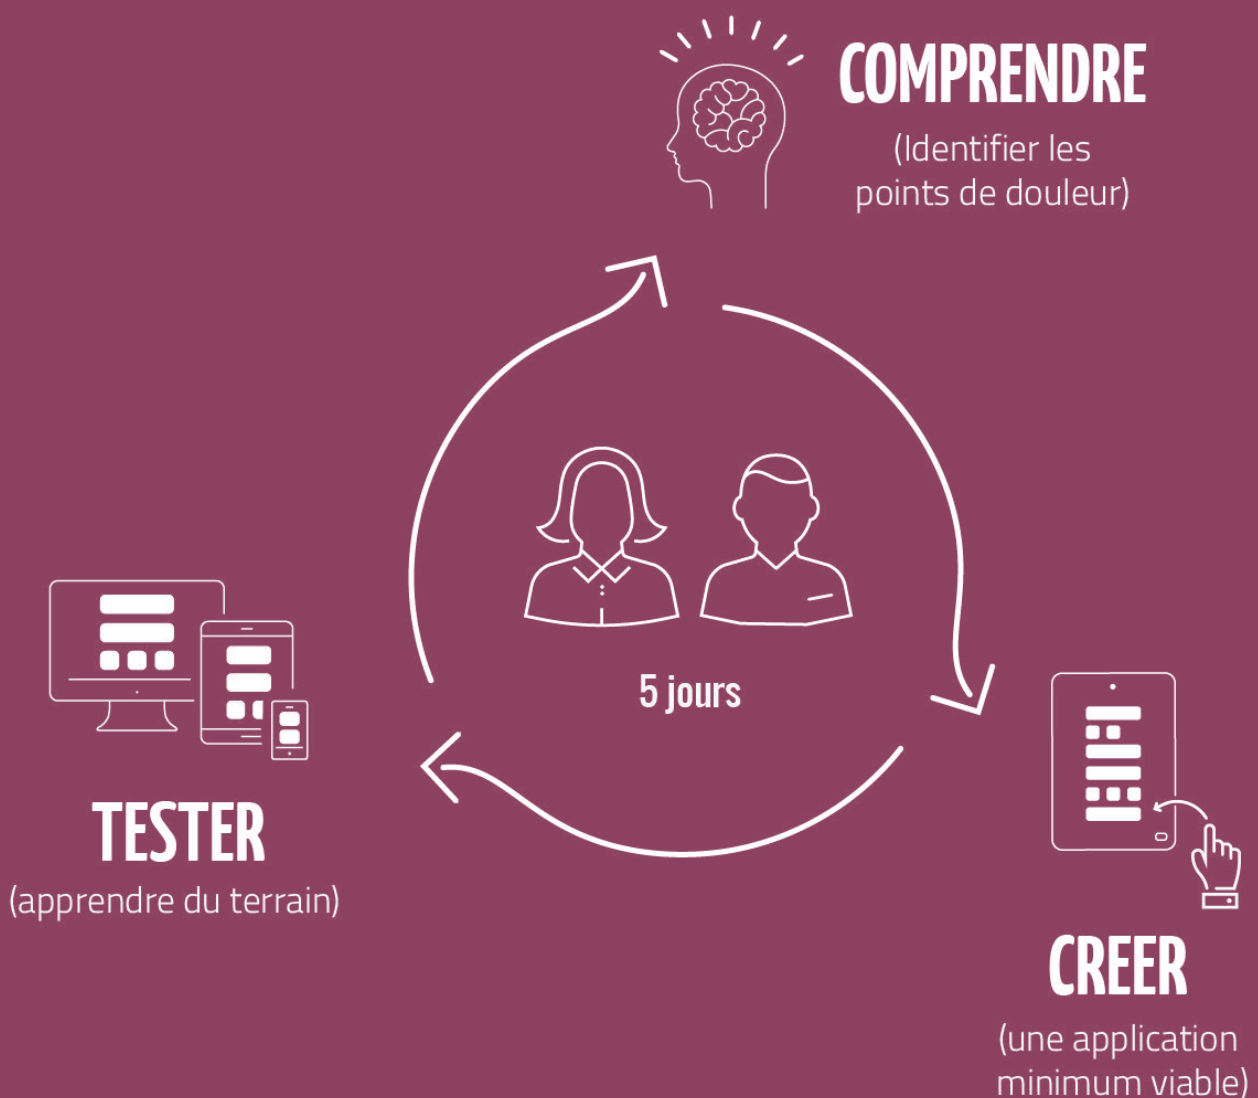 COMPRENDRE
(Identifier les
points de douleur)
5 jours
TESTER
(apprendre du terrain)
CREER
(une application
minimum viable)